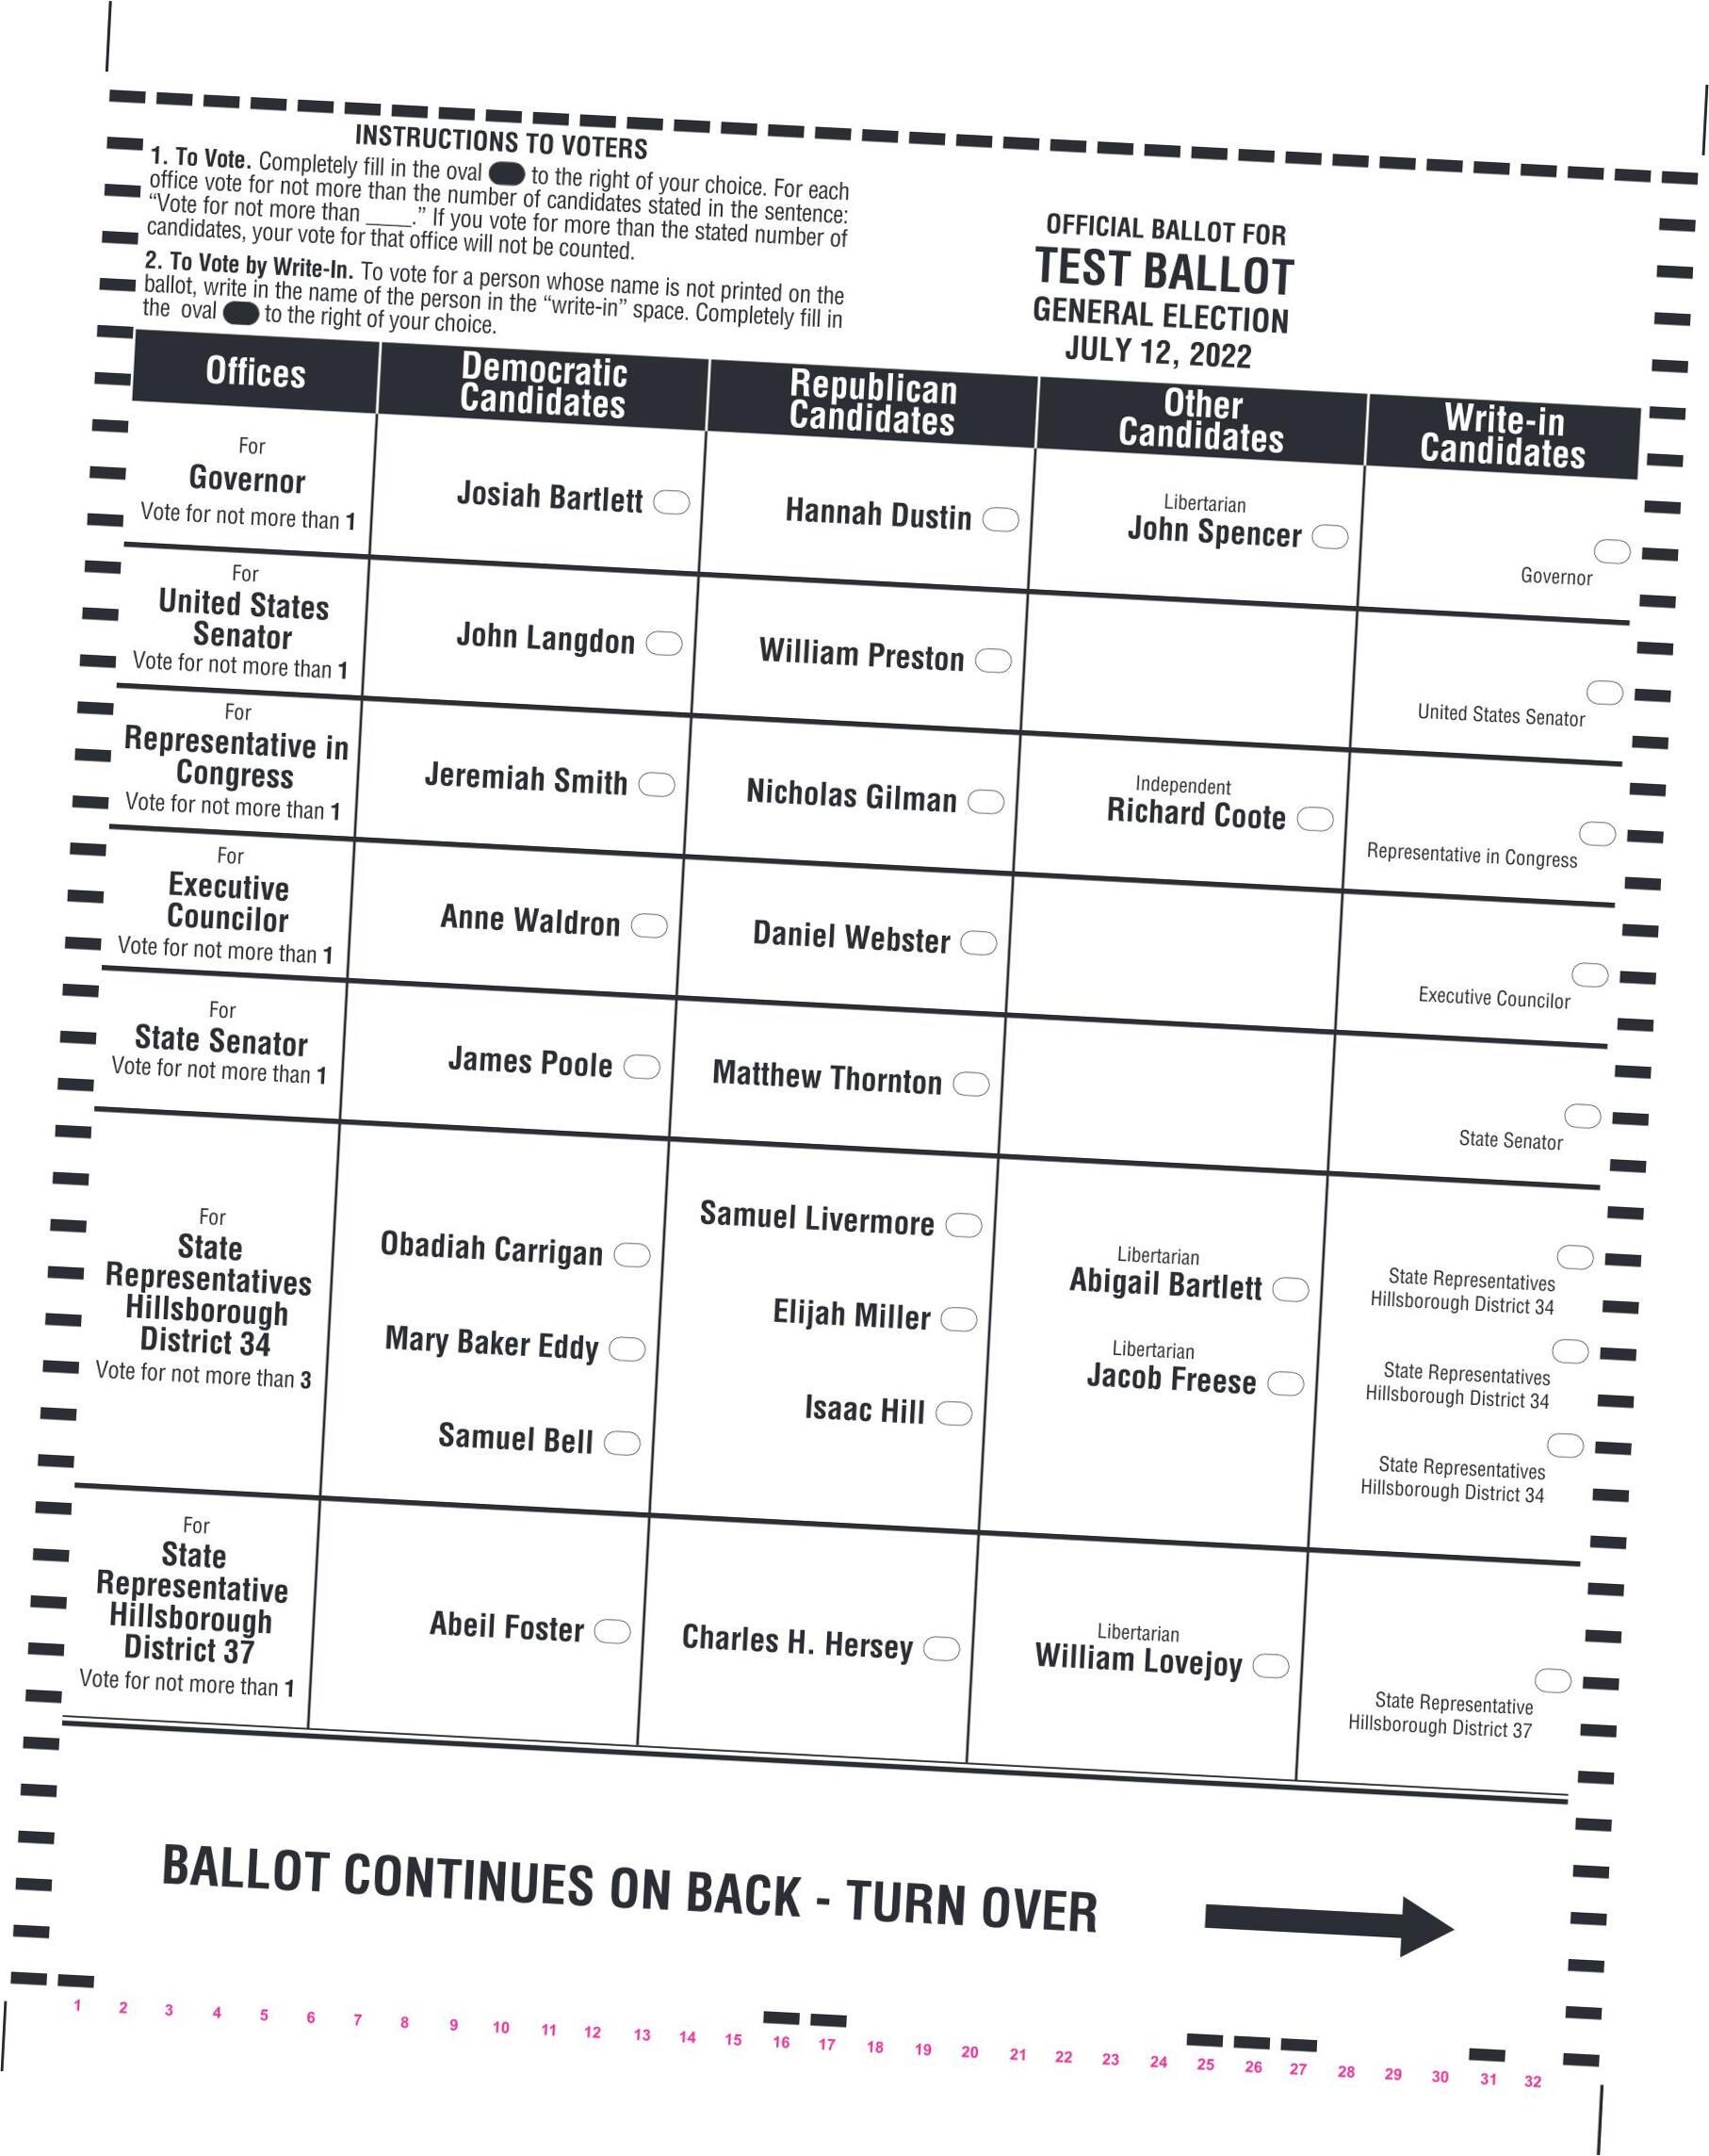 INSTRUCTIONS TO VOTERS
1. To Vote. Completely fill in the oval to the right of your choice. For each
office vote for not more than the number of candidates stated in the sentence:
“Vote for not more than ____.” If you vote for more than the stated number of
candidates, your vote for that office will not be counted.
2. To Vote by Write-In. To vote for a person whose name is not printed on the
ballot, write in the name of the person in the “write-in” space. Completely fill in
the oval to the right of your choice.
OFFICIAL BALLOT FOR
TEST BALLOT
GENERAL ELECTION
JULY 12, 2022
Offices
Democratic
Candidates
Republican
Candidates
Other
Candidates
Write-in
Candidates
For
Governor
Vote for not more than 1
Josiah Bartlett
Hannah Dustin
Libertarian
John Spencer
Governor
For
United States
Senator
Vote for not more than 1
John Langdon
William Preston
United States Senator
For
Representative in
Congress
Vote for not more than 1
Jeremiah Smith
Nicholas Gilman
Independent
Richard Coote
Representative in Congress
For
Executive
Councilor
Vote for not more than 1
Anne Waldron
Daniel Webster
Executive Councilor
For
State Senator
Vote for not more than 1
James Poole
Matthew Thornton
State Senator
For
State
Representatives
Hillsborough
District 34
Vote for not more than 3
Obadiah Carrigan
Mary Baker Eddy
Samuel Bell
Samuel Livermore
Elijah Miller
Isaac Hill
Libertarian
Abigail Bartlett
Libertarian
Jacob Freese
State Representatives
Hillsborough District 34
State Representatives
Hillsborough District 34
State Representatives
Hillsborough District 34
For
State
Representative
Hillsborough
District 37
Vote for not more than 1
Abeil Foster
Charles H. Hersey
Libertarian
William Lovejoy
State Representative
Hillsborough District 37
BALLOT CONTINUES ON BACK - TURN OVER
1 2 3 4 5 6 7 8 9 10 11 12 13 14 15 16 17 18 19 20 21 22 23 24 25 26 27 28 29 30 31 32